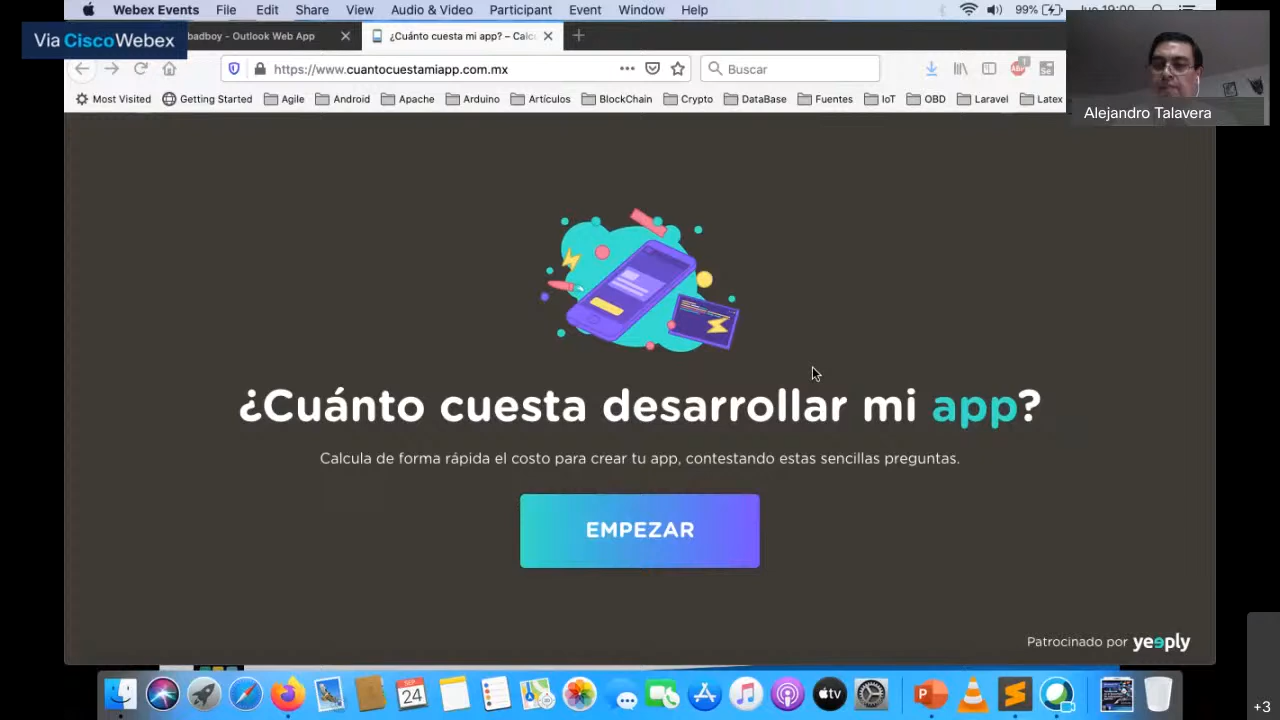 Webex Events File Edit Share View Audio & Video Participant Event Window Help
99%
Via CiscoWebex
badboy - Outlook Web App
¿Cuánto cuesta mi app? – Calc
https://www.cuantocuestamiapp.com.mx
Buscar
Most Visited Getting Started Agile Android Apache Arduino Artículos BlockChain Crypto DataBase Fuentes IoT OBD Laravel Latex
Alejandro Talavera
¿Cuánto cuesta desarrollar mi app?
Calcula de forma rápida el costo para crear tu app, contestando estas sencillas preguntas.
EMPEZAR
Patrocinado por yeeply
SEP
24
tv
+3